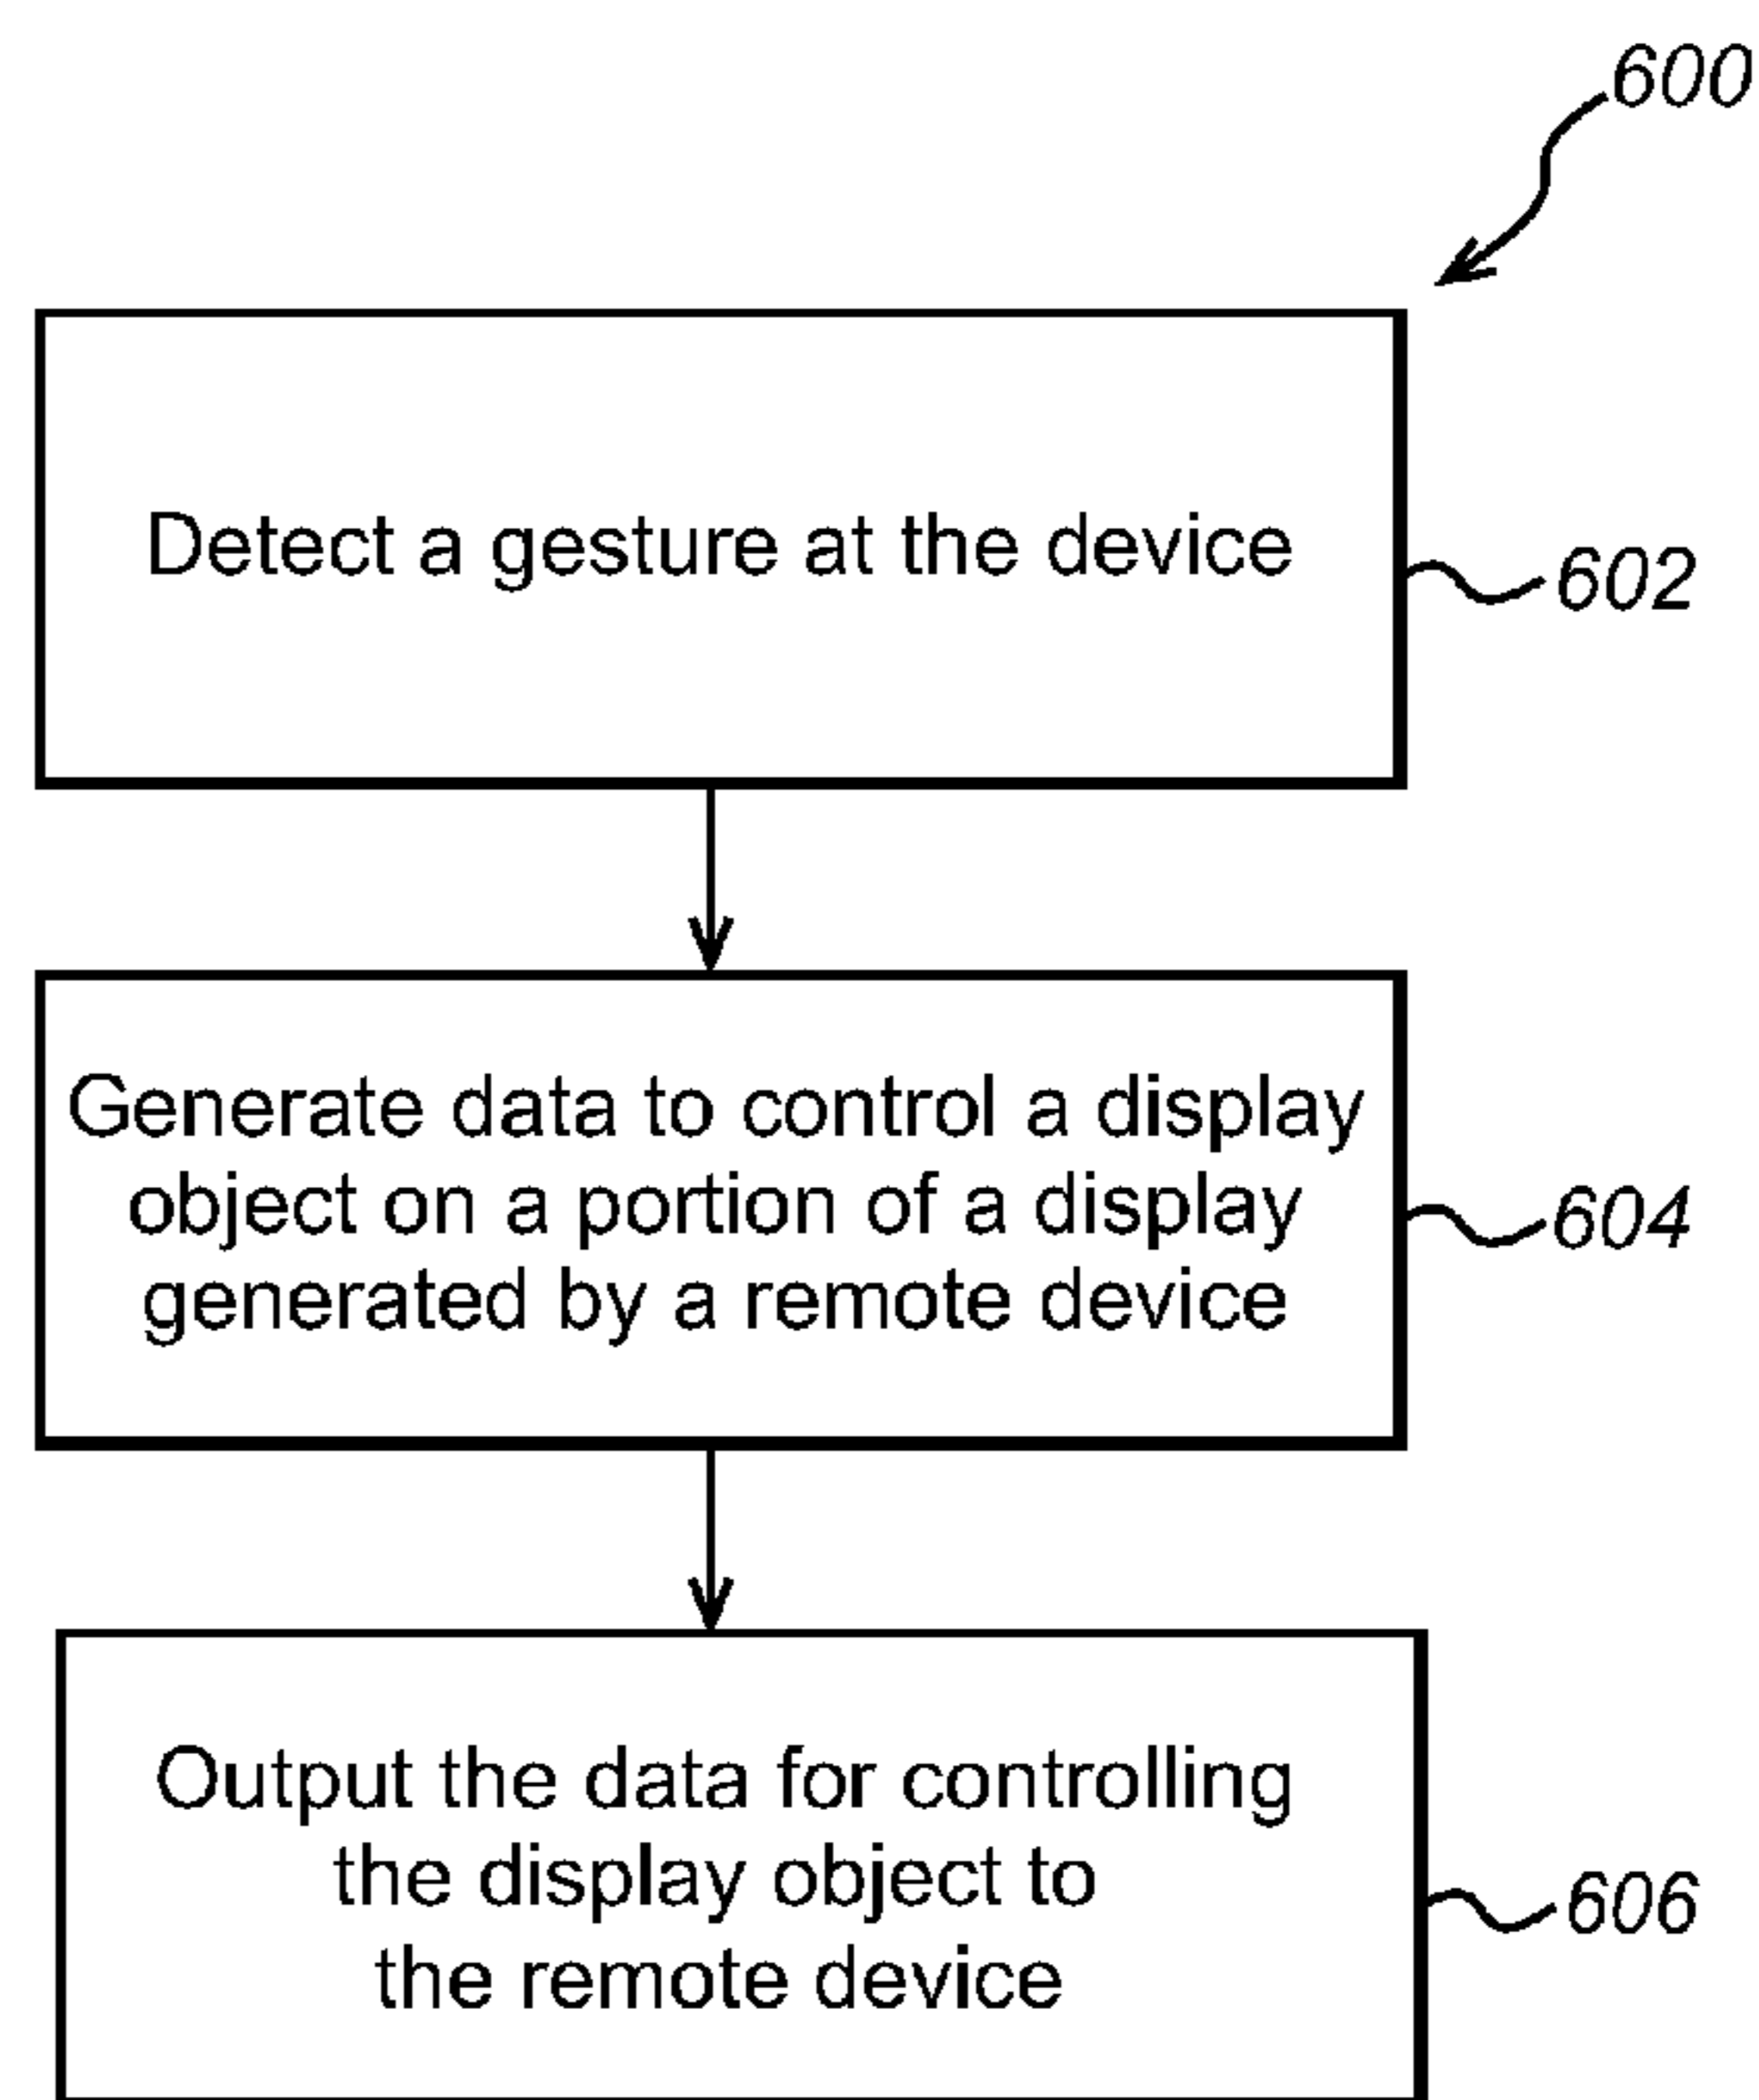 600
Detect a gesture at the device
602
Generate data to control a display
object on a portion of a display
generated by a remote device
604
Output the data for controlling
the display object to
the remote device
606